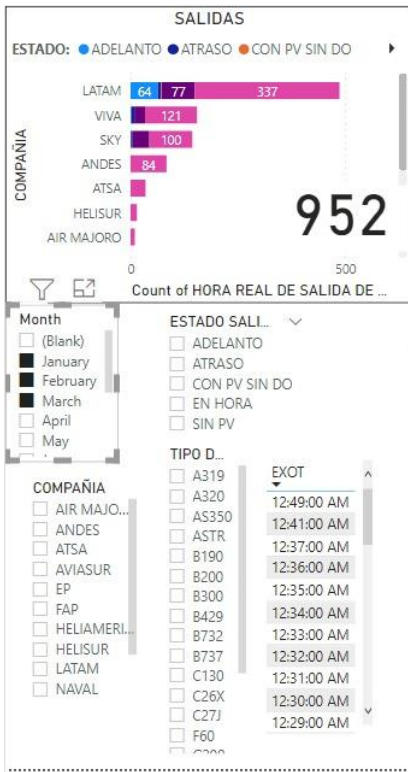 SALIDAS
ESTADO: ADELANTO ATRASO CON PV SIN DO
COMPAÑIA
LATAM 64 77 337
VIVA 121
SKY 100
ANDES 84
ATSA
HELISUR
AIR MAJORO
952
0 500
Count of HORA REAL DE SALIDA DE ...
Month
(Blank)
January
February
March
April
May
ESTADO SALI...
ADELANTO
ATRASO
CON PV SIN DO
EN HORA
SIN PV
COMPAÑIA
AIR MAJO...
ANDES
ATSA
AVIASUR
EP
FAP
HELIAMERI...
HELISUR
LATAM
NAVAL
TIPO D...
A319
A320
AS350
ASTR
B190
B200
B300
B429
B732
B737
C130
C26X
C27J
F60
EXOT
12:49:00 AM
12:41:00 AM
12:37:00 AM
12:36:00 AM
12:35:00 AM
12:34:00 AM
12:33:00 AM
12:32:00 AM
12:31:00 AM
12:30:00 AM
12:29:00 AM